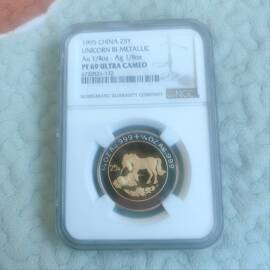 1995 CHINA 25Y
UNICORN BI-METALLIC
Au 1/4oz - Ag 1/8oz
PF 69 ULTRA CAMEO
NUMISMATIC GUARANTY COMPANY
NGC